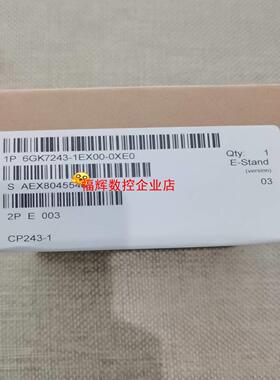 1P 6GK7243-1EX00-0XE0
Qty: 1
E-Stand
(version)
03
S AEX804554
福辉数控企业店
2P E 003
CP243-1